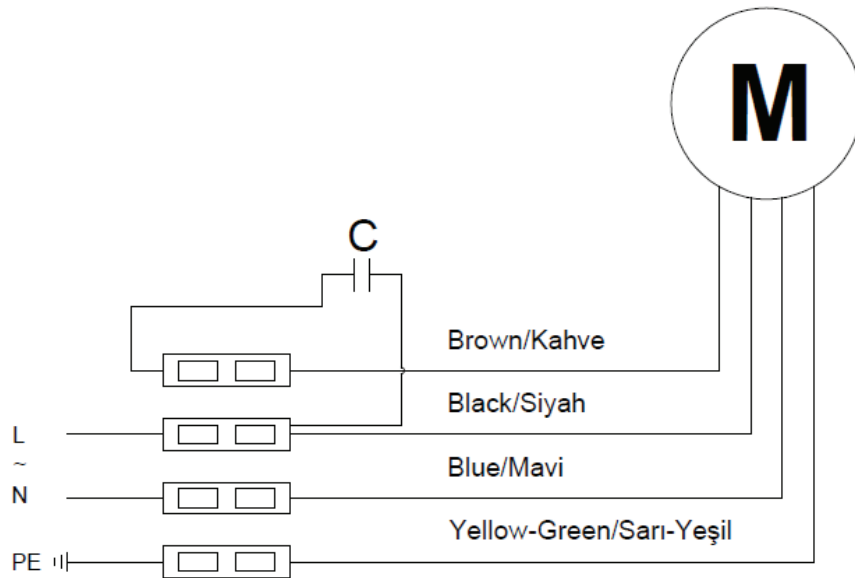 M
C
Brown/Kahve
Black/Siyah
L
~
Blue/Mavi
N
Yellow-Green/Sarı-Yeşil
PE